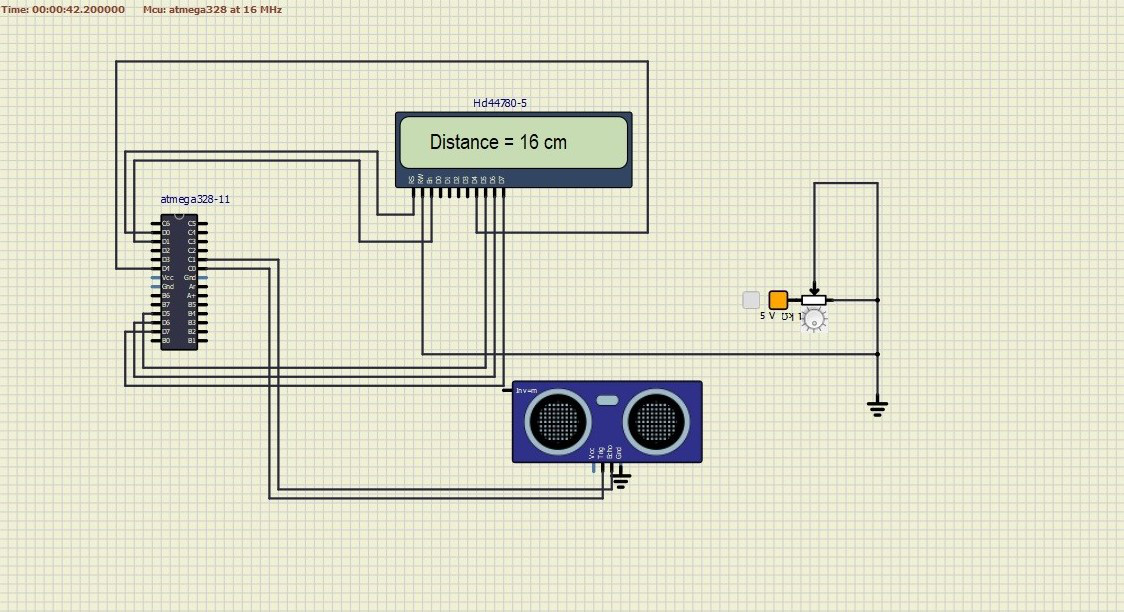 Time: 00:00:42.200000 Mcu: atmega328 at 16 MHz
Hd44780-5
Distance = 16 cm
RS RW En D0 D1 D2 D3 D4 D5 D6 D7
atmega328-11
C6 C5
D0 C4
D1 C3
D2 C2
D3 C1
D4 C0
Vcc Gnd
Gnd Ar
B6 A+
B7 B5
D5 B4
D6 B3
D7 B2
B0 B1
5 V 1 kΩ
Inv=m
Vcc Trig Echo Gnd